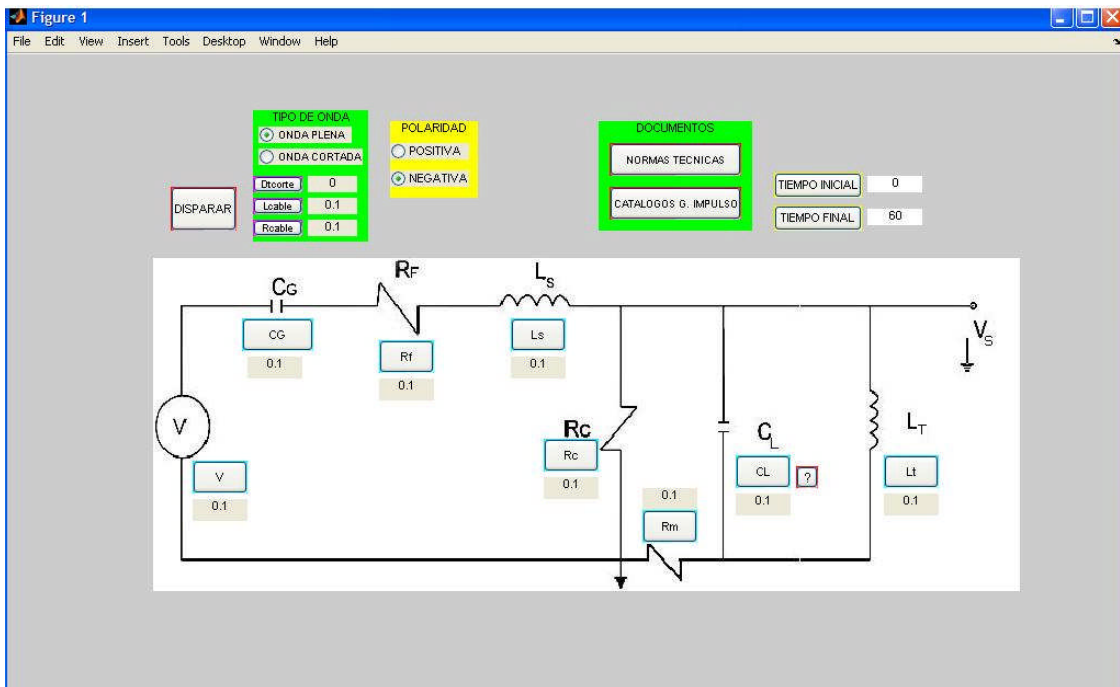 Figure 1
File Edit View Insert Tools Desktop Window Help
TIPO DE ONDA
ONDA PLENA
ONDA CORTADA
Dtcorte 0
Lcable 0.1
Rcable 0.1
POLARIDAD
POSITIVA
NEGATIVA
DISPARAR
DOCUMENTOS
NORMAS TECNICAS
CATALOGOS G. IMPULSO
TIEMPO INICIAL 0
TIEMPO FINAL 60
CG
RF
LS
CG
0.1
Rf
0.1
Ls
0.1
VS
V
V
0.1
RC
Rc
0.1
0.1
Rm
CL
CL ?
0.1
LT
Lt
0.1